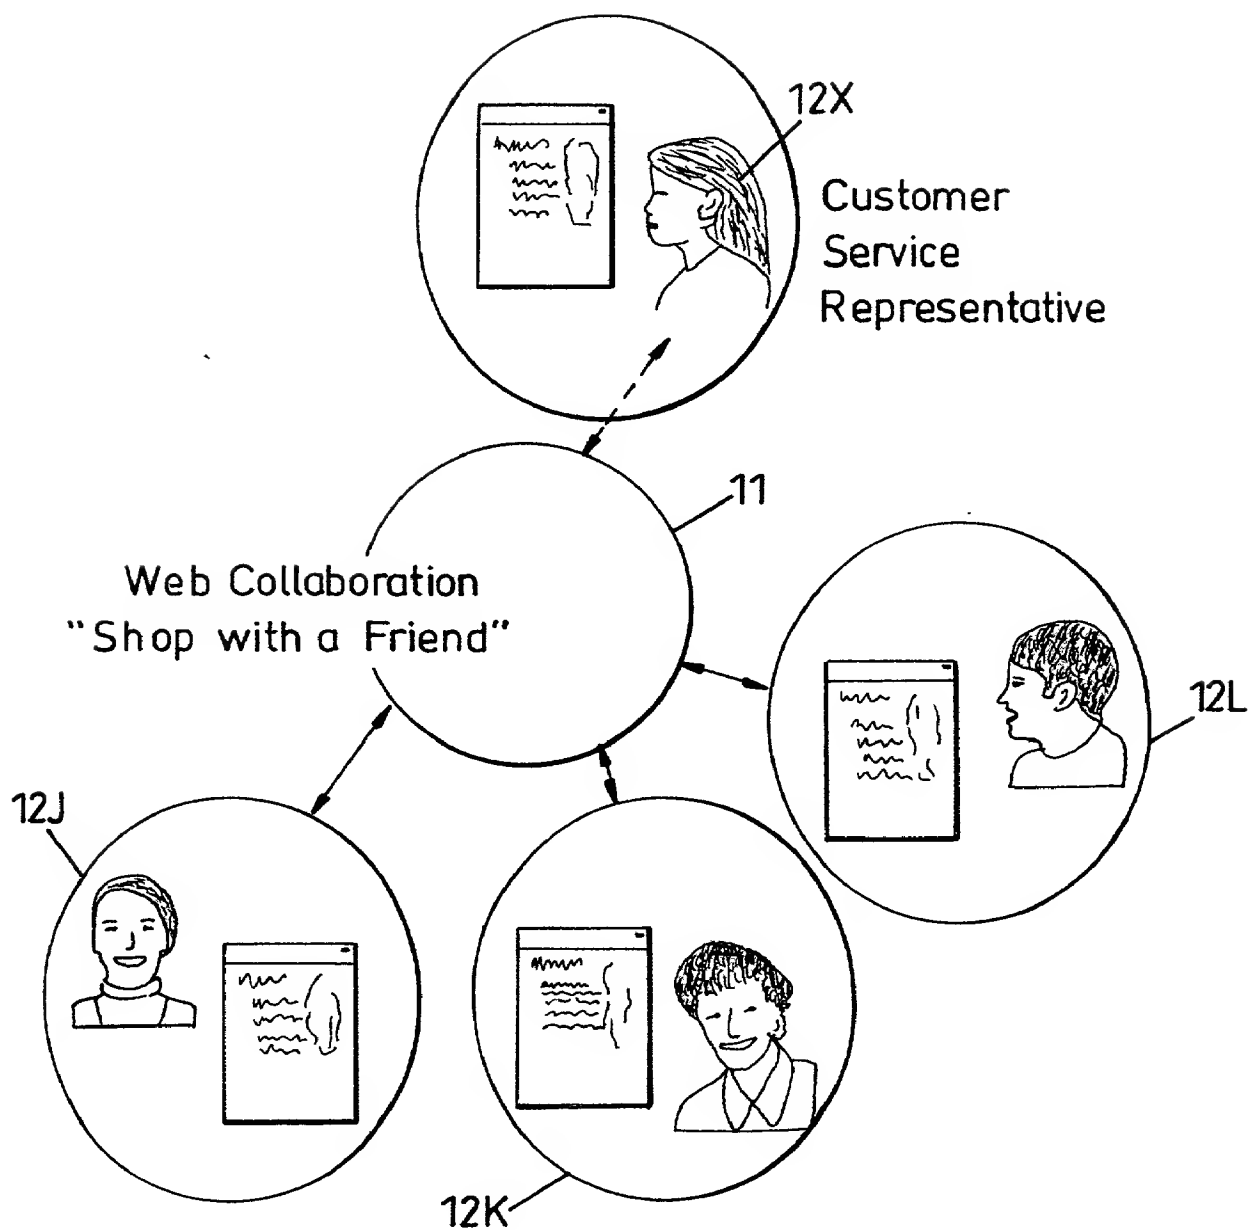 12X
Customer
Service
Representative
11
Web Collaboration
"Shop with a Friend"
12L
12J
12K